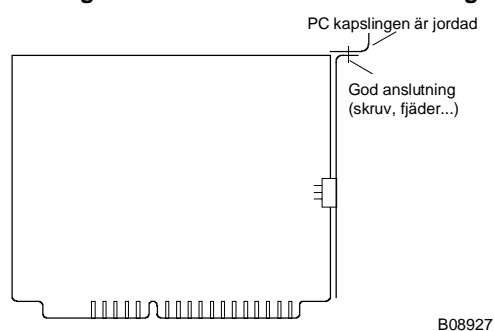 PC kapslingen är jordad
God anslutning
(skruv, fjäder...)
B08927